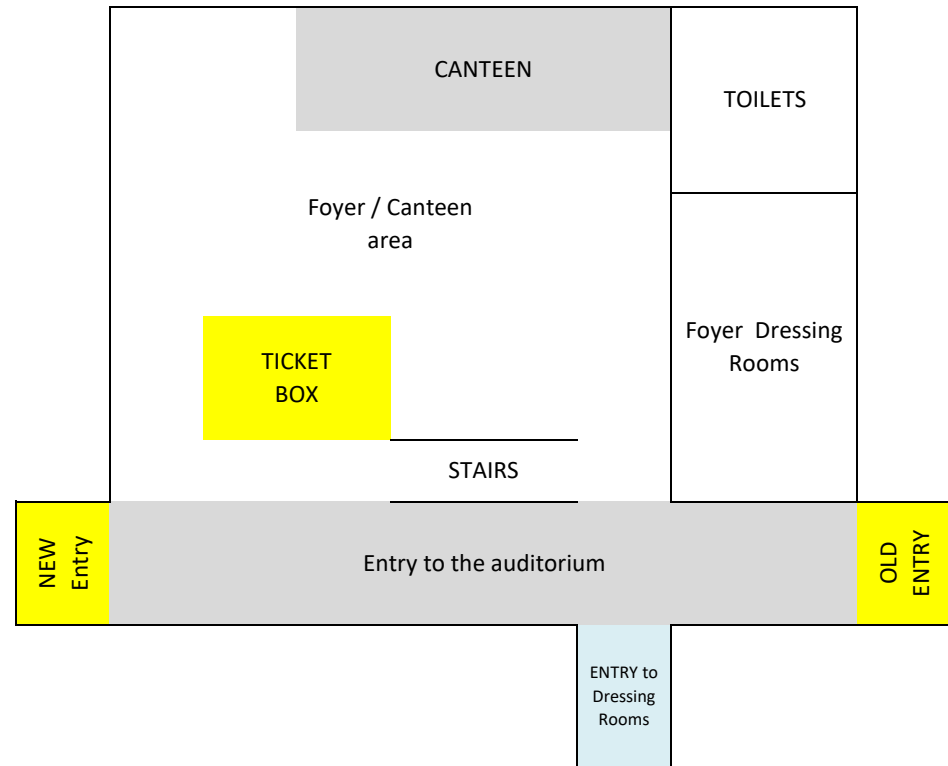 CANTEEN
TOILETS
Foyer / Canteen
area
Foyer  Dressing
Rooms
TICKET
BOX
STAIRS
NEW
Entry
Entry to the auditorium
OLD
ENTRY
ENTRY to
Dressing
Rooms